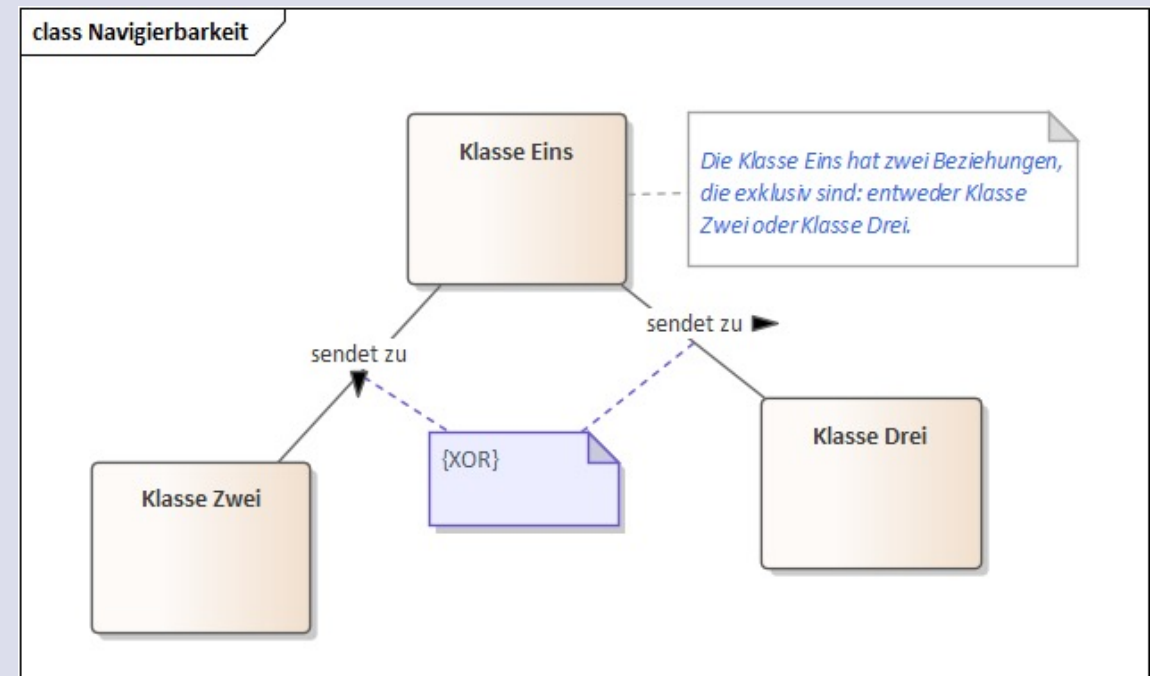 class Navigierbarkeit
Klasse Eins
Die Klasse Eins hat zwei Beziehungen,
die exklusiv sind: entweder Klasse
Zwei oder Klasse Drei.
sendet zu
sendet zu
{XOR}
Klasse Drei
Klasse Zwei